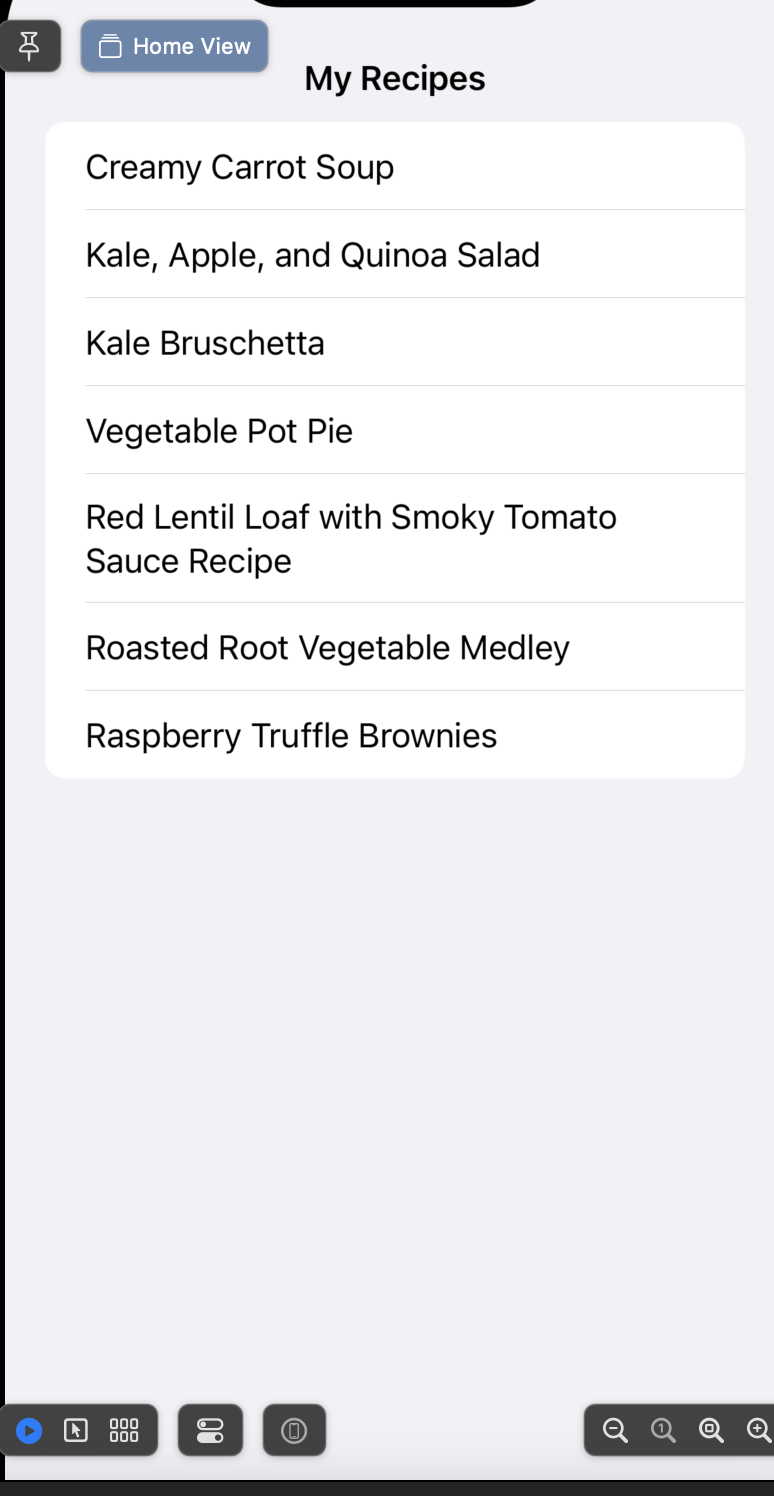 Home View
My Recipes
Creamy Carrot Soup
Kale, Apple, and Quinoa Salad
Kale Bruschetta
Vegetable Pot Pie
Red Lentil Loaf with Smoky Tomato
Sauce Recipe
Roasted Root Vegetable Medley
Raspberry Truffle Brownies
1